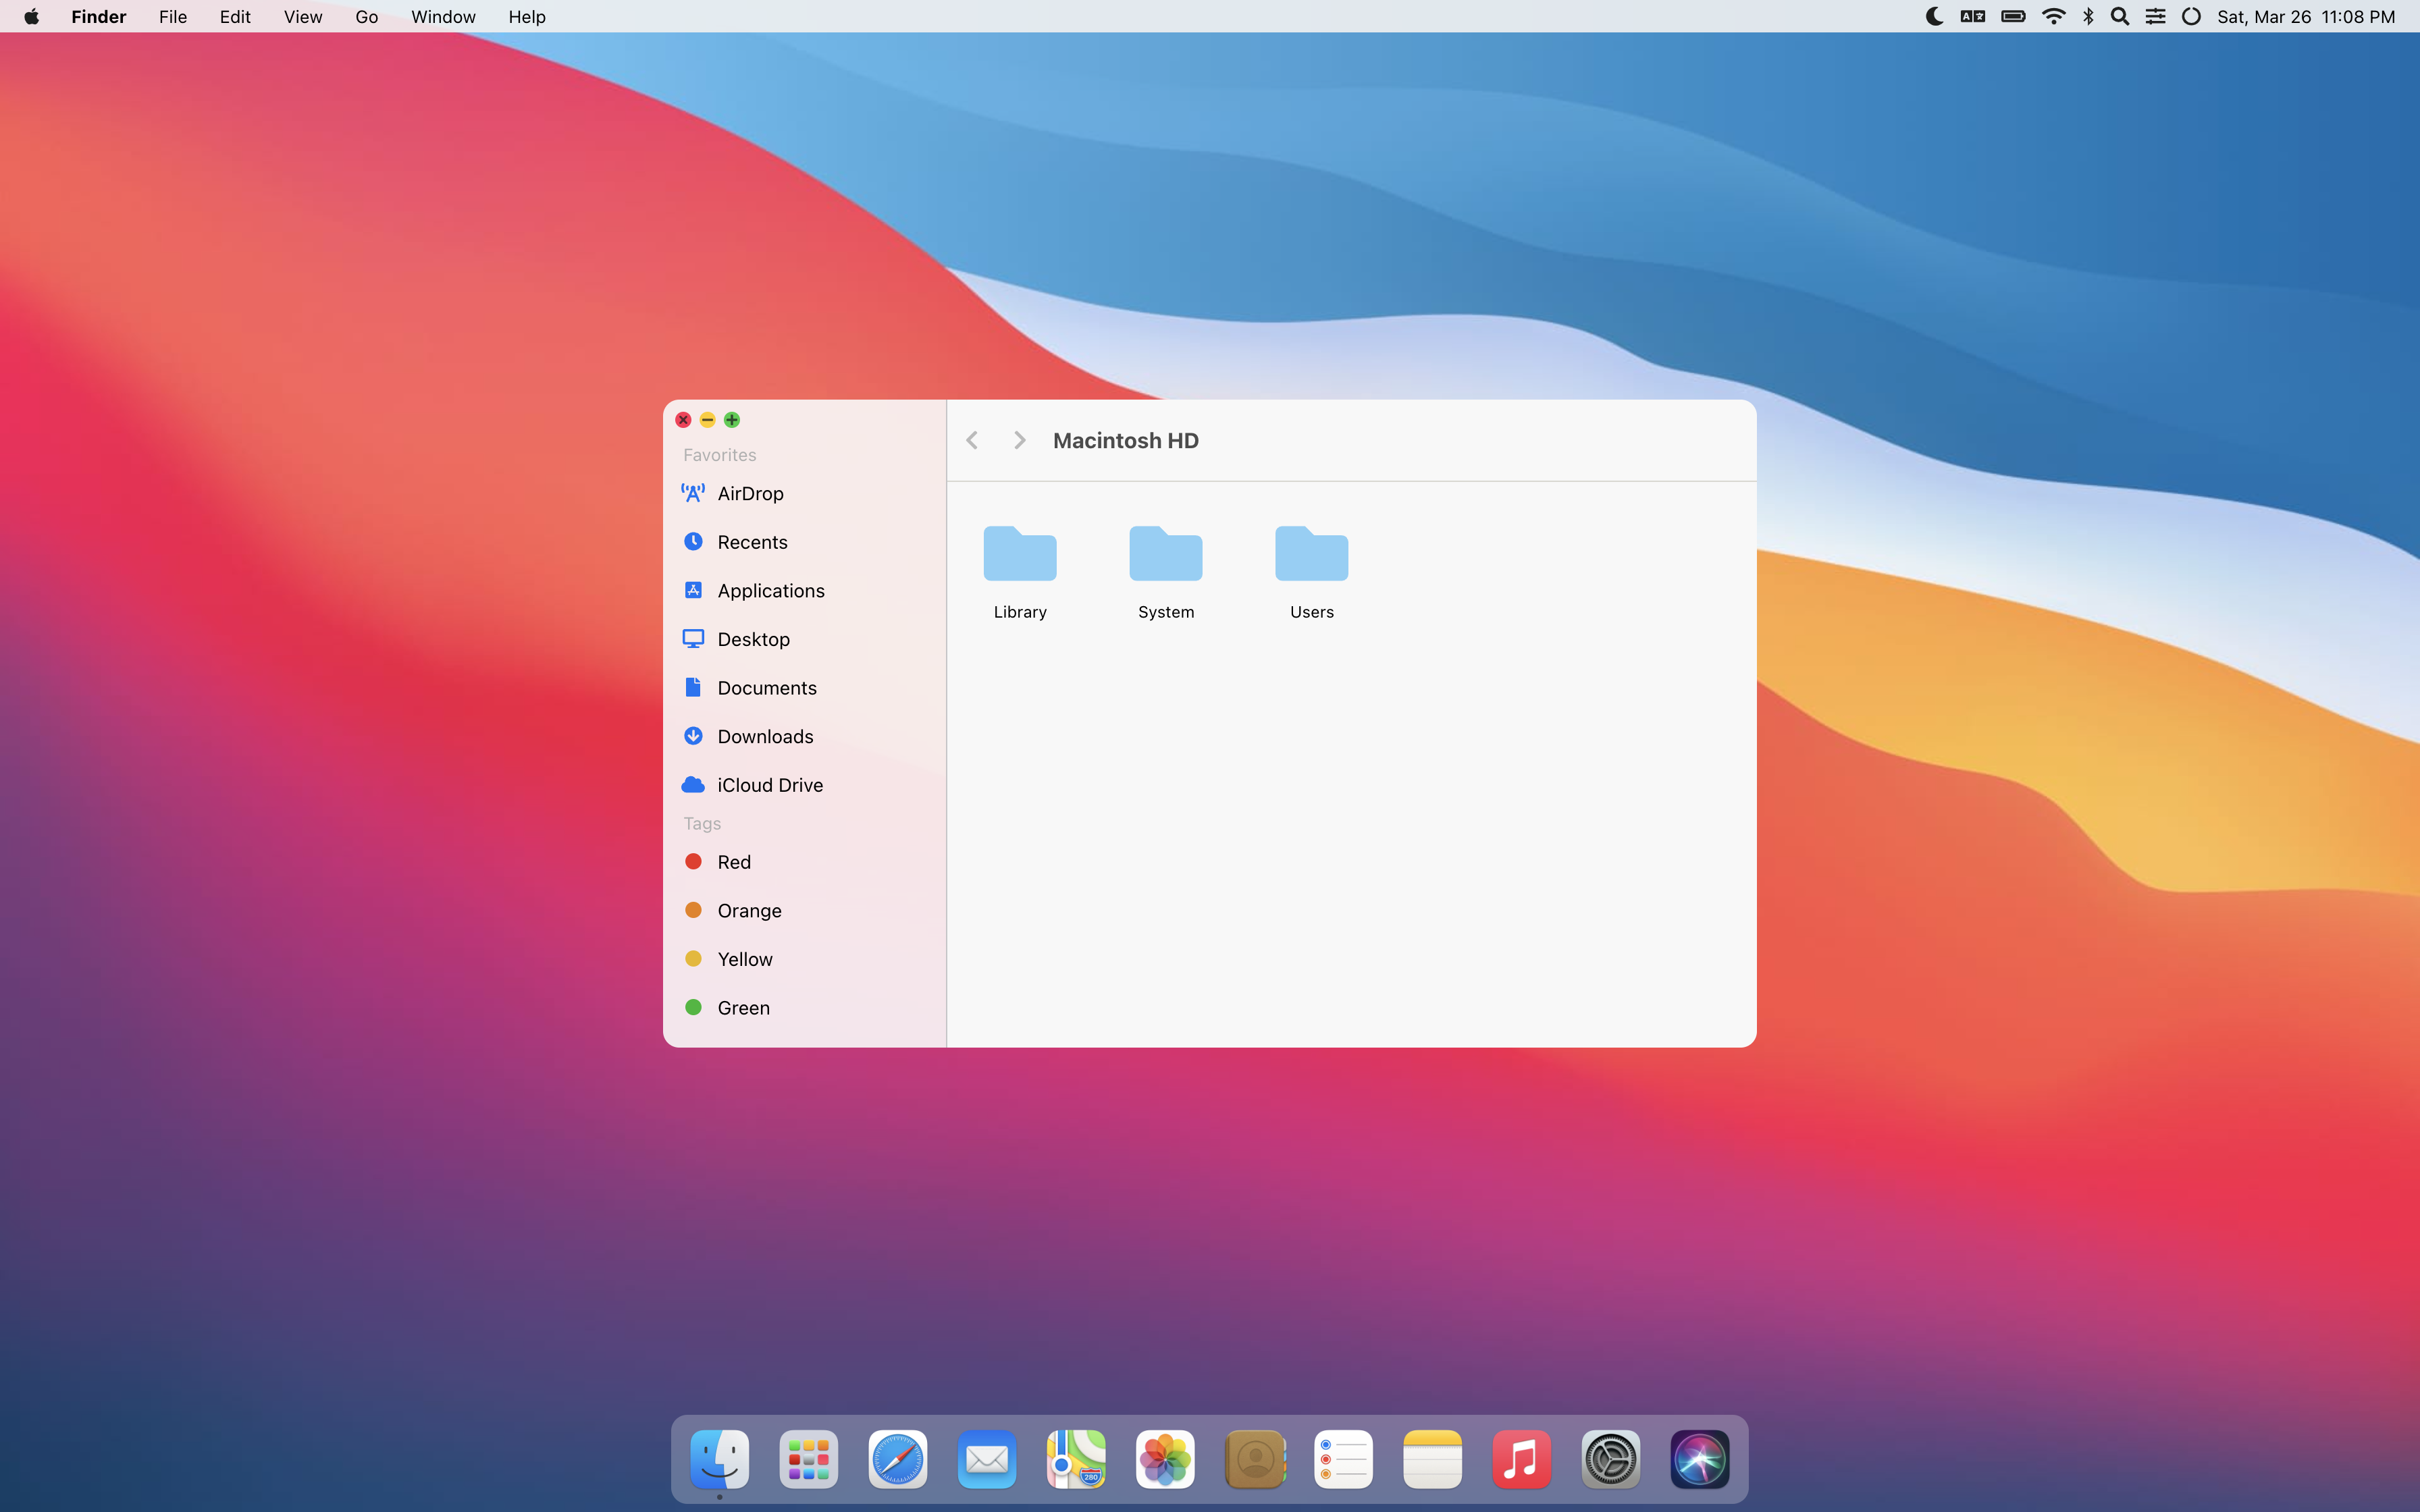 Finder File Edit View Go Window Help A Sat, Mar 26 11:08 PM
Favorites
Macintosh HD
AirDrop
Recents
Applications
Desktop
Documents
Downloads
iCloud Drive
Tags
Red
Orange
Yellow
Green
Library System Users
280